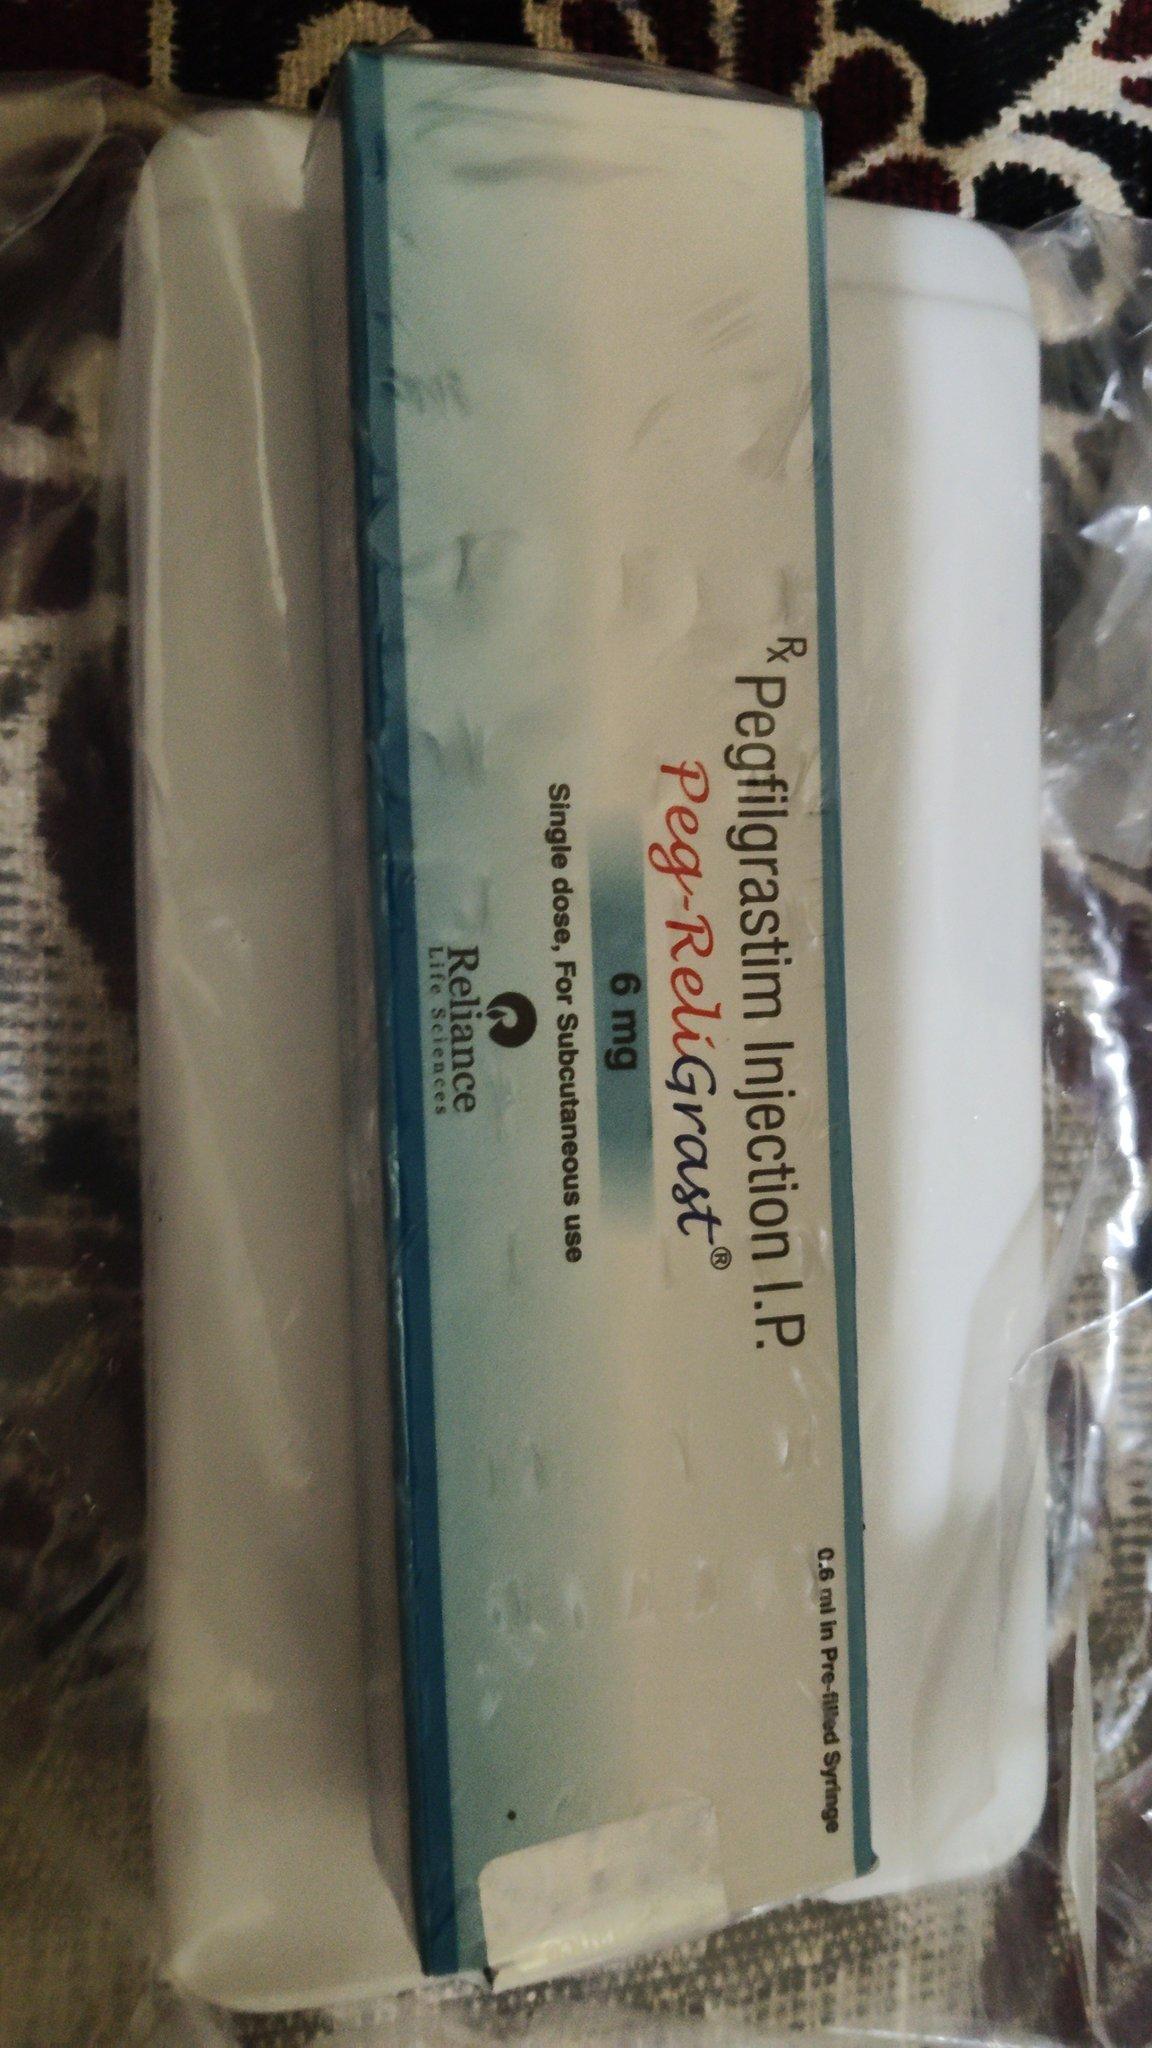 0.6 ml in Pre-filled Syringe
Rx Pegfilgrastim Injection I.P.
Peg-ReliGrast®
6 mg
Single dose, For Subcutaneous use
Reliance
Life Sciences